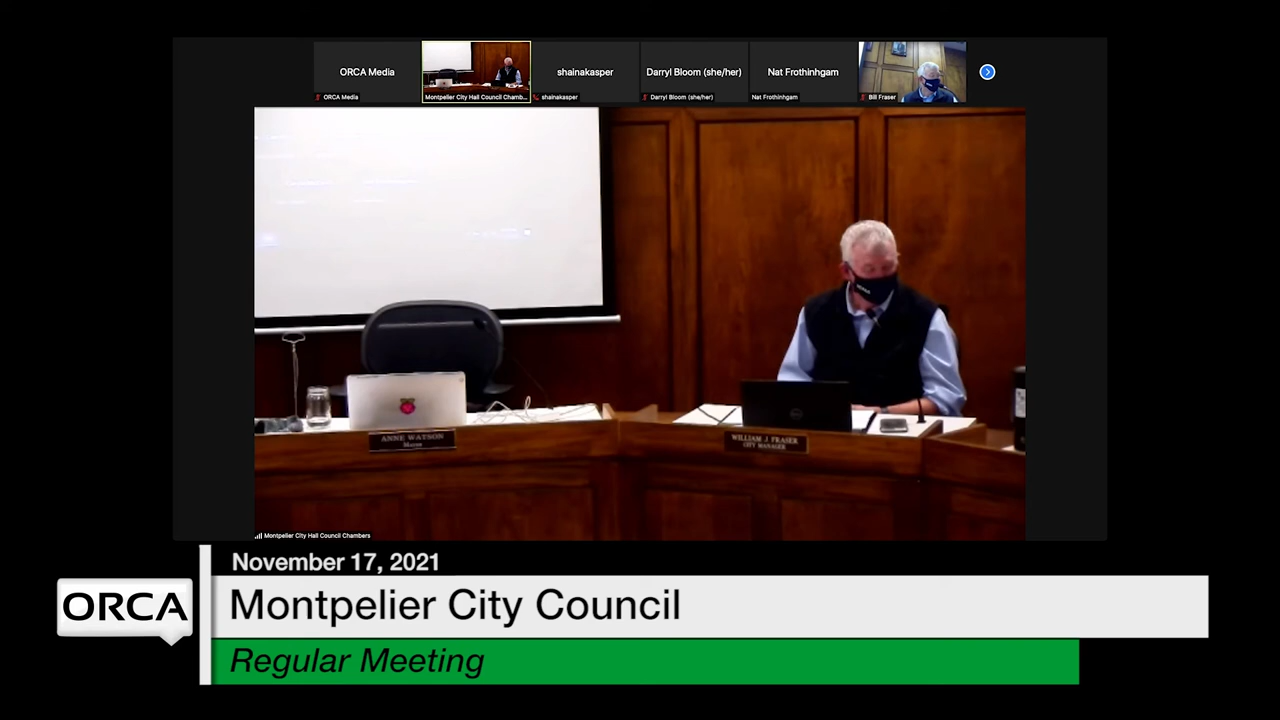 ORCA Media
shainakasper
Darryl Bloom (she/her)
Nat Frothinhgam
ORCA Media
Montpelier City Hall Council Chamb...
shainakasper
Darryl Bloom (she/her)
Nat Frothinhgam
Bill Fraser
ANNE WATSON
Mayor
WILLIAM J. FRASER
CITY MANAGER
DELL
Montpelier City Hall Council Chambers
November 17, 2021
ORCA
Montpelier City Council
Regular Meeting